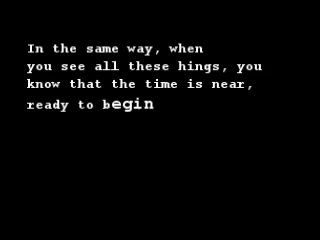 In the same way, when
you see all these hings, you
know that the time is near,
ready to begin